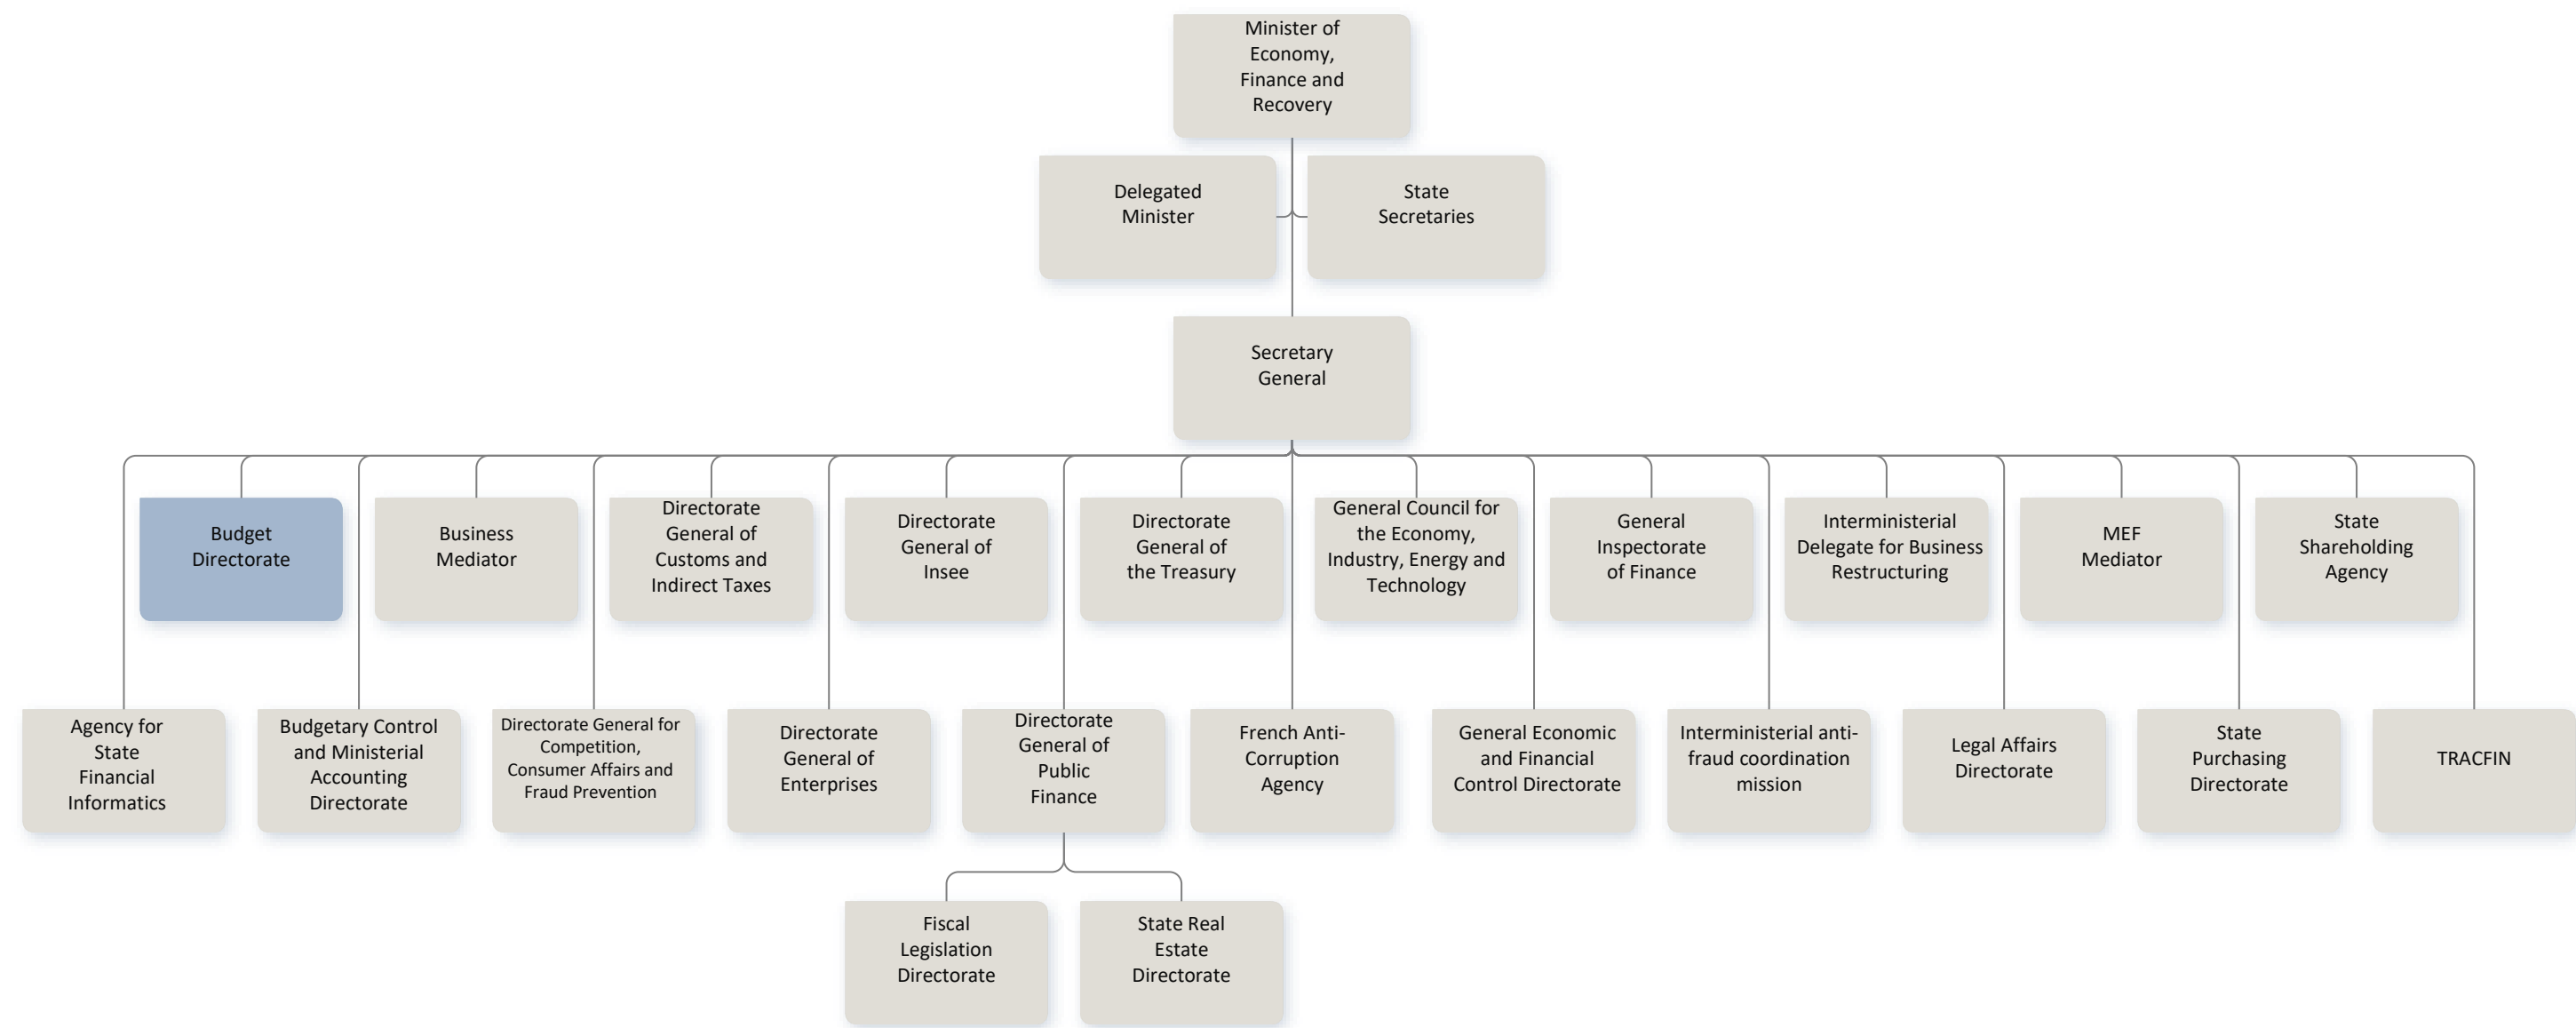 Minister of
Economy,
Finance and
Recovery
Delegated
Minister
State
Secretaries
Secretary
General
Budget
Directorate
Business
Mediator
Directorate
General of
Customs and
Indirect Taxes
Directorate
General of
Insee
Directorate
General of
the Treasury
General Council for
the Economy,
Industry, Energy and
Technology
General
Inspectorate
of Finance
Interministerial
Delegate for Business
Restructuring
MEF
Mediator
State
Shareholding
Agency
Agency for
State
Financial
Informatics
Budgetary Control
and Ministerial
Accounting
Directorate
Directorate General for
Competition,
Consumer Affairs and
Fraud Prevention
Directorate
General of
Enterprises
Directorate
General of
Public
Finance
French Anti-
Corruption
Agency
General Economic
and Financial
Control Directorate
Interministerial anti-
fraud coordination
mission
Legal Affairs
Directorate
State
Purchasing
Directorate
TRACFIN
Fiscal
Legislation
Directorate
State Real
Estate
Directorate